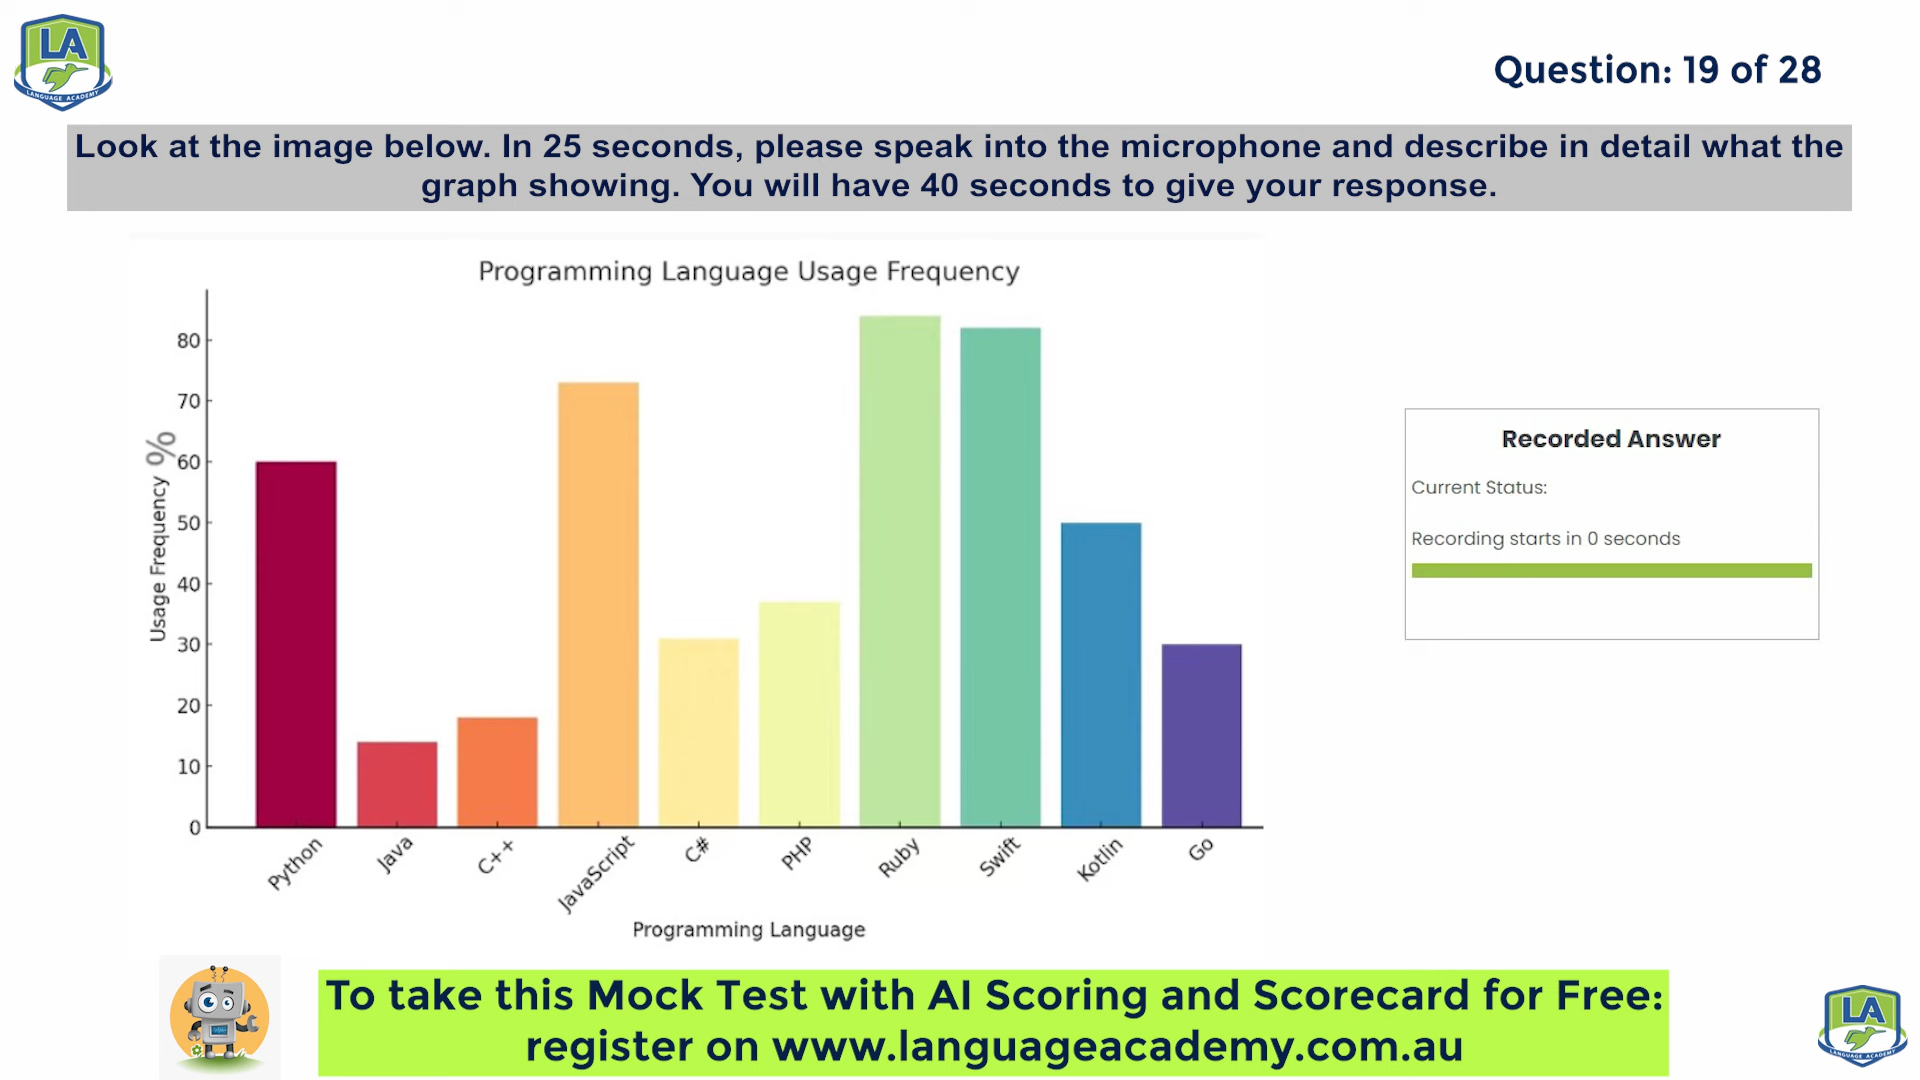 LA
LANGUAGE ACADEMY
Question: 19 of 28
Look at the image below. In 25 seconds, please speak into the microphone and describe in detail what the
graph showing. You will have 40 seconds to give your response.
Programming Language Usage Frequency
Usage Frequency %
80
70
60
50
40
30
20
10
0
Python
Java
C++
JavaScript
C#
PHP
Ruby
Swift
Kotlin
Go
Programming Language
Recorded Answer
Current Status:
Recording starts in 0 seconds
To take this Mock Test with AI Scoring and Scorecard for Free:
register on www.languageacademy.com.au
LA
LANGUAGE ACADEMY